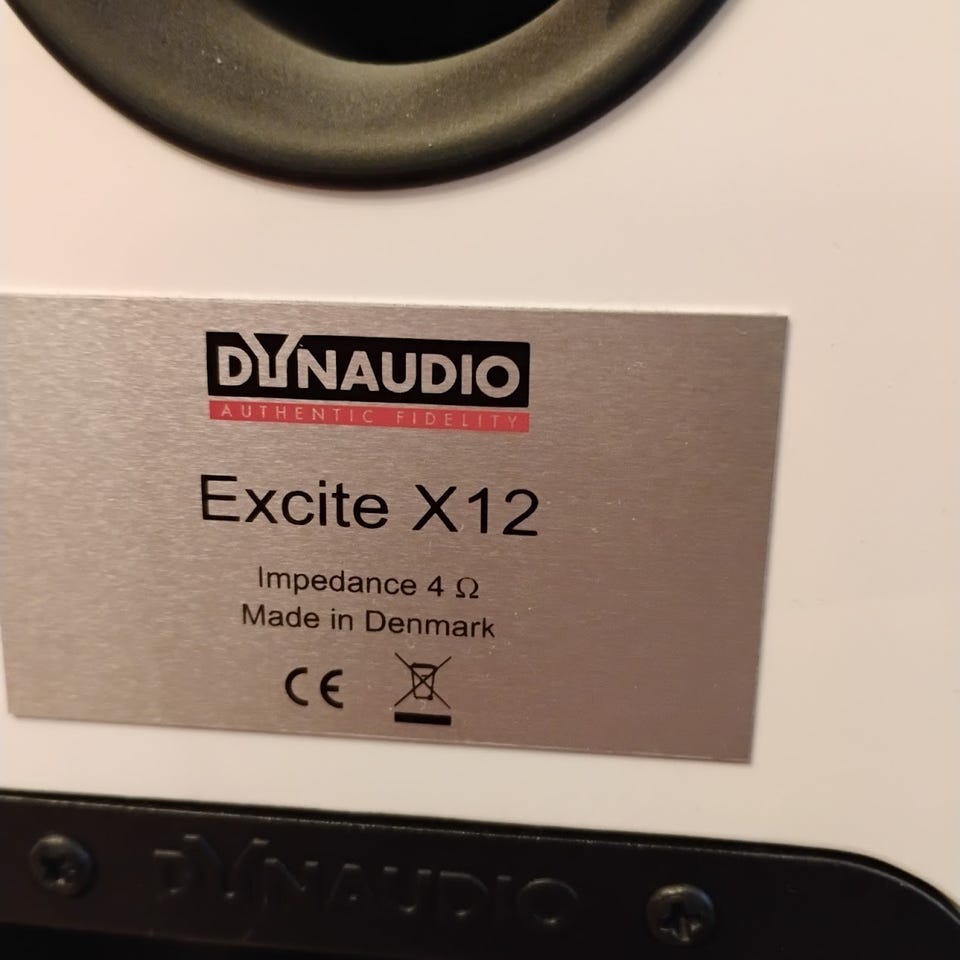 DYNAUDIO
AUTHENTIC FIDELITY
Excite X12
Impedance 4 Ω
Made in Denmark
CE
DYNAUDIO